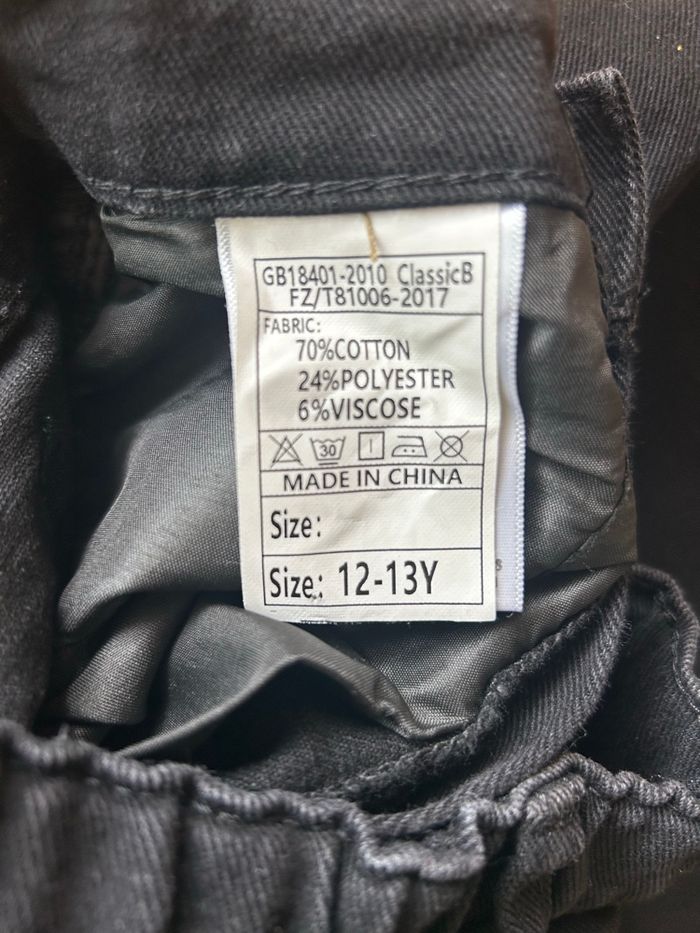 GB18401-2010 ClassicB
FZ/T81006-2017
FABRIC:
70%COTTON
24%POLYESTER
6%VISCOSE
30
MADE IN CHINA
Size:
Size: 12-13Y